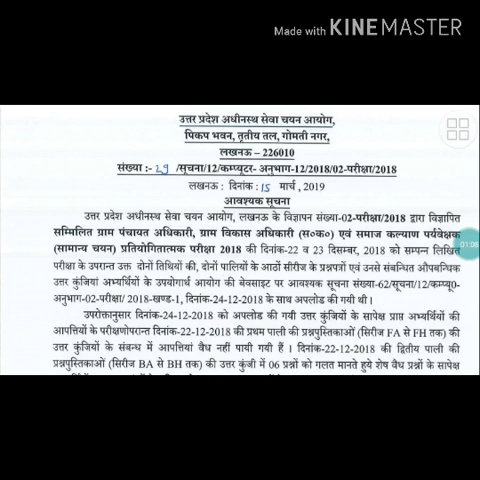 Made with KINEMASTER
उत्तर प्रदेश अधीनस्थ सेवा चयन आयोग,
पिकप भवन, तृतीय तल, गोमती नगर,
लखनऊ – 226010
संख्या :- 29 /सूचना/12/कम्प्यूटर- अनुभाग-12/2018/02-परीक्षा/2018
लखनऊ : दिनांक : 15 मार्च , 2019
आवश्यक सूचना
उत्तर प्रदेश अधीनस्थ सेवा चयन आयोग, लखनऊ के विज्ञापन संख्या-02-परीक्षा/2018 द्वारा विज्ञापित
सम्मिलित ग्राम पंचायत अधिकारी, ग्राम विकास अधिकारी (स०क०) एवं समाज कल्याण पर्यवेक्षक
(सामान्य चयन) प्रतियोगितात्मक परीक्षा 2018 की दिनांक-22 व 23 दिसम्बर, 2018 को सम्पन्न लिखित
01:06
परीक्षा के उपरान्त उक्त दोनों तिथियों की, दोनों पालियों के आठों सीरीज के प्रश्नपत्रों एवं उनसे संबन्धित औपबन्धिक
उत्तर कुंजियां अभ्यर्थियों के उपयोगार्थ आयोग की बेवसाइट पर आवश्यक सूचना संख्या-62/सूचना/12/कम्प्यू०-
अनुभाग-02-परीक्षा/ 2018-खण्ड-1, दिनांक-24-12-2018 के साथ अपलोड की गयी थी ।
उपरोक्तानुसार दिनांक-24-12-2018 को अपलोड की गयी उत्तर कुंजियों के सापेक्ष प्राप्त अभ्यर्थियों की
आपत्तियों के परीक्षणोपरान्त दिनांक-22-12-2018 की प्रथम पाली की प्रश्नपुस्तिकाओं (सिरीज FA से FH तक) की
की उत्तर कुंजियों के संबन्ध में आपत्तियां वैध नहीं पायी गयी हैं । दिनांक-22-12-2018 की द्वितीय पाली की
प्रश्नपुस्तिकाओं (सिरीज BA से BH तक) की उत्तर कुंजी में 06 प्रश्नों को गलत मानते हुये शेष वैध प्रश्नों के सापेक्ष